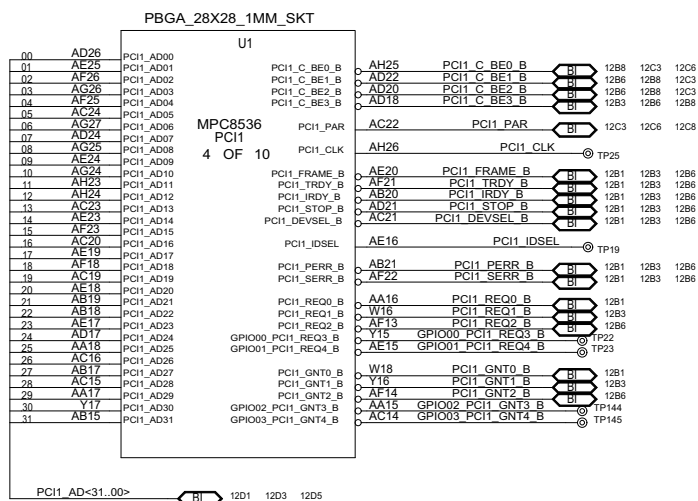 PBGA_28X28_1MM_SKT
U1
MPC8536
PCI1
4 OF 10
00 AD26 PCI1_AD00
01 AE25 PCI1_AD01
02 AF26 PCI1_AD02
03 AG26 PCI1_AD03
04 AF25 PCI1_AD04
05 AC24 PCI1_AD05
06 AG27 PCI1_AD06
07 AD24 PCI1_AD07
08 AG25 PCI1_AD08
09 AE24 PCI1_AD09
10 AG24 PCI1_AD10
11 AH23 PCI1_AD11
12 AH24 PCI1_AD12
13 AC23 PCI1_AD13
14 AE23 PCI1_AD14
15 AF23 PCI1_AD15
16 AC20 PCI1_AD16
17 AE19 PCI1_AD17
18 AF18 PCI1_AD18
19 AC19 PCI1_AD19
20 AE18 PCI1_AD20
21 AB19 PCI1_AD21
22 AB18 PCI1_AD22
23 AE17 PCI1_AD23
24 AD17 PCI1_AD24
25 AA18 PCI1_AD25
26 AC16 PCI1_AD26
27 AB17 PCI1_AD27
28 AC15 PCI1_AD28
29 AA17 PCI1_AD29
30 Y17 PCI1_AD30
31 AB15 PCI1_AD31
PCI1_C_BE0_B AH25 PCI1_C_BE0_B BI 12B8 12C3 12C6
PCI1_C_BE1_B AD22 PCI1_C_BE1_B BI 12B6 12B8 12C3
PCI1_C_BE2_B AD20 PCI1_C_BE2_B BI 12B6 12B8 12C3
PCI1_C_BE3_B AD18 PCI1_C_BE3_B BI 12B3 12B6 12B8
PCI1_PAR AC22 PCI1_PAR BI 12C3 12C6 12C8
PCI1_CLK AH26 PCI1_CLK TP25
PCI1_FRAME_B AE20 PCI1_FRAME_B BI 12B1 12B3 12B6
PCI1_TRDY_B AF21 PCI1_TRDY_B BI 12B1 12B3 12B6
PCI1_IRDY_B AB20 PCI1_IRDY_B BI 12B1 12B3 12B6
PCI1_STOP_B AD21 PCI1_STOP_B BI 12B1 12B3 12B6
PCI1_DEVSEL_B AC21 PCI1_DEVSEL_B BI 12B1 12B3 12B6
PCI1_IDSEL AE16 PCI1_IDSEL TP19
PCI1_PERR_B AB21 PCI1_PERR_B BI 12B1 12B3 12B6
PCI1_SERR_B AF22 PCI1_SERR_B BI 12B1 12B3 12B6
PCI1_REQ0_B AA16 PCI1_REQ0_B BI 12B1
PCI1_REQ1_B W16 PCI1_REQ1_B BI 12B3
PCI1_REQ2_B AF13 PCI1_REQ2_B BI 12B6
GPIO00_PCI1_REQ3_B Y15 GPIO00_PCI1_REQ3_B TP22
GPIO01_PCI1_REQ4_B AE15 GPIO01_PCI1_REQ4_B TP23
PCI1_GNT0_B W18 PCI1_GNT0_B BI 12B1
PCI1_GNT1_B Y16 PCI1_GNT1_B BI 12B3
PCI1_GNT2_B AF14 PCI1_GNT2_B BI 12B6
GPIO02_PCI1_GNT3_B AA15 GPIO02_PCI1_GNT3_B TP144
GPIO03_PCI1_GNT4_B AC14 GPIO03_PCI1_GNT4_B TP145
PCI1_AD<31..00> BI 12D1 12D3 12D5